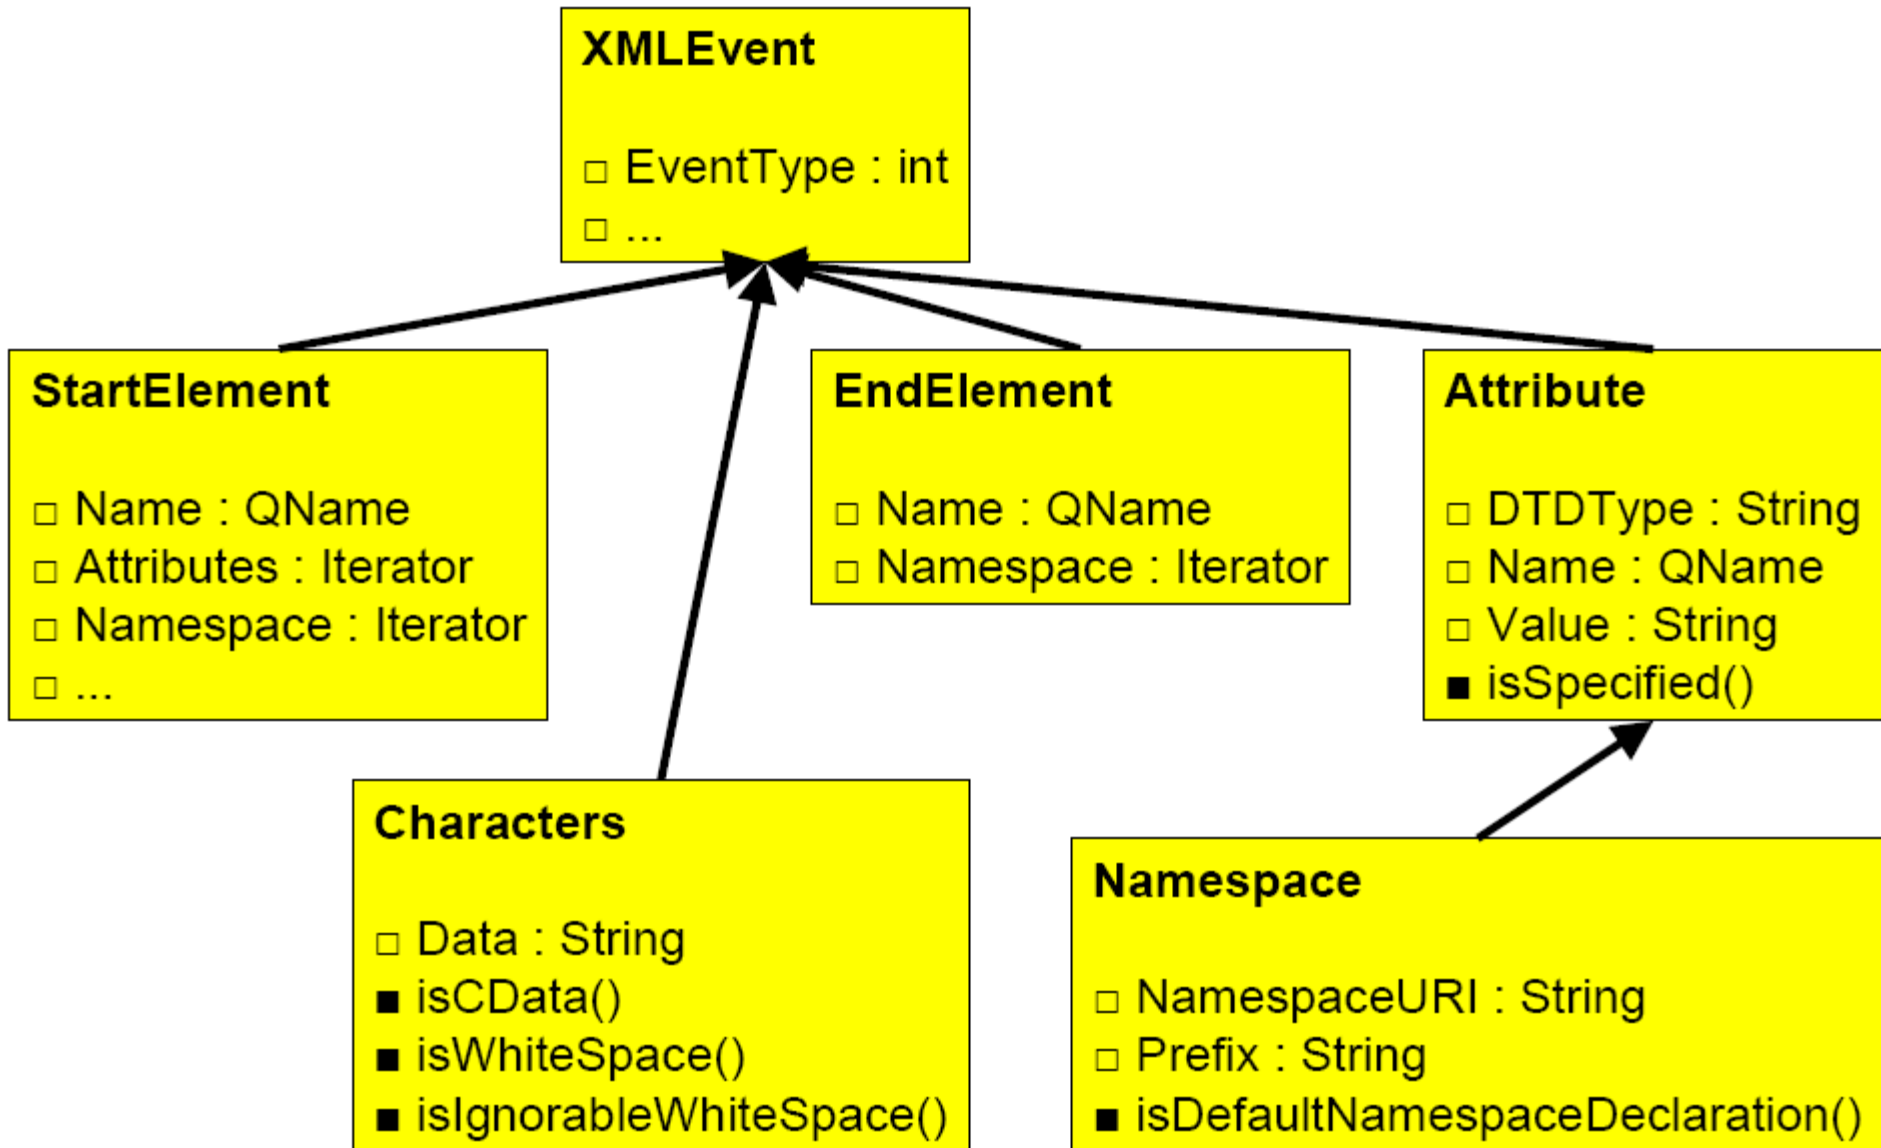 XMLEvent
□ EventType : int
□ ...
StartElement
□ Name : QName
□ Attributes : Iterator
□ Namespace : Iterator
□ ...
EndElement
□ Name : QName
□ Namespace : Iterator
Attribute
□ DTDType : String
□ Name : QName
□ Value : String
■ isSpecified()
Characters
□ Data : String
■ isCData()
■ isWhiteSpace()
■ isIgnorableWhiteSpace()
Namespace
□ NamespaceURI : String
□ Prefix : String
■ isDefaultNamespaceDeclaration()